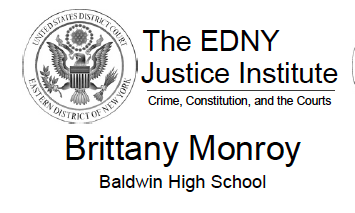 UNITED STATES DISTRICT COURT
EASTERN DISTRICT OF NEW YORK
The EDNY
Justice Institute
Crime, Constitution, and the Courts
Brittany Monroy
Baldwin High School